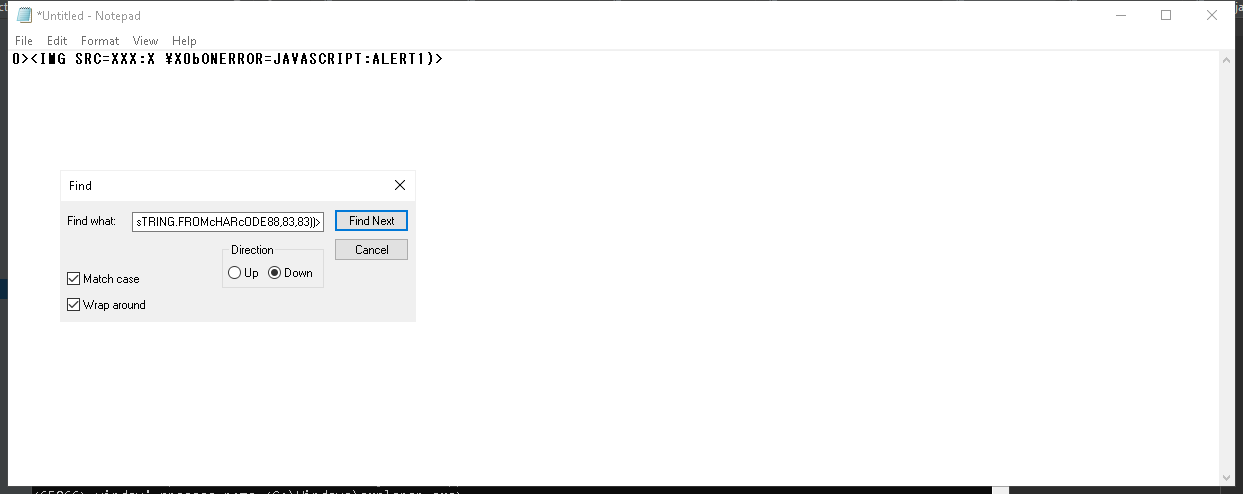 *Untitled - Notepad
File Edit Format View Help
0><IMG SRC=XXX:X ¥X0bONERROR=JAVASCRIPT:ALERT1)>
Find
Find what: sTRING.FROMcHARcODE88,83,83))> Find Next
Direction Cancel
Up Down
Match case
Wrap around